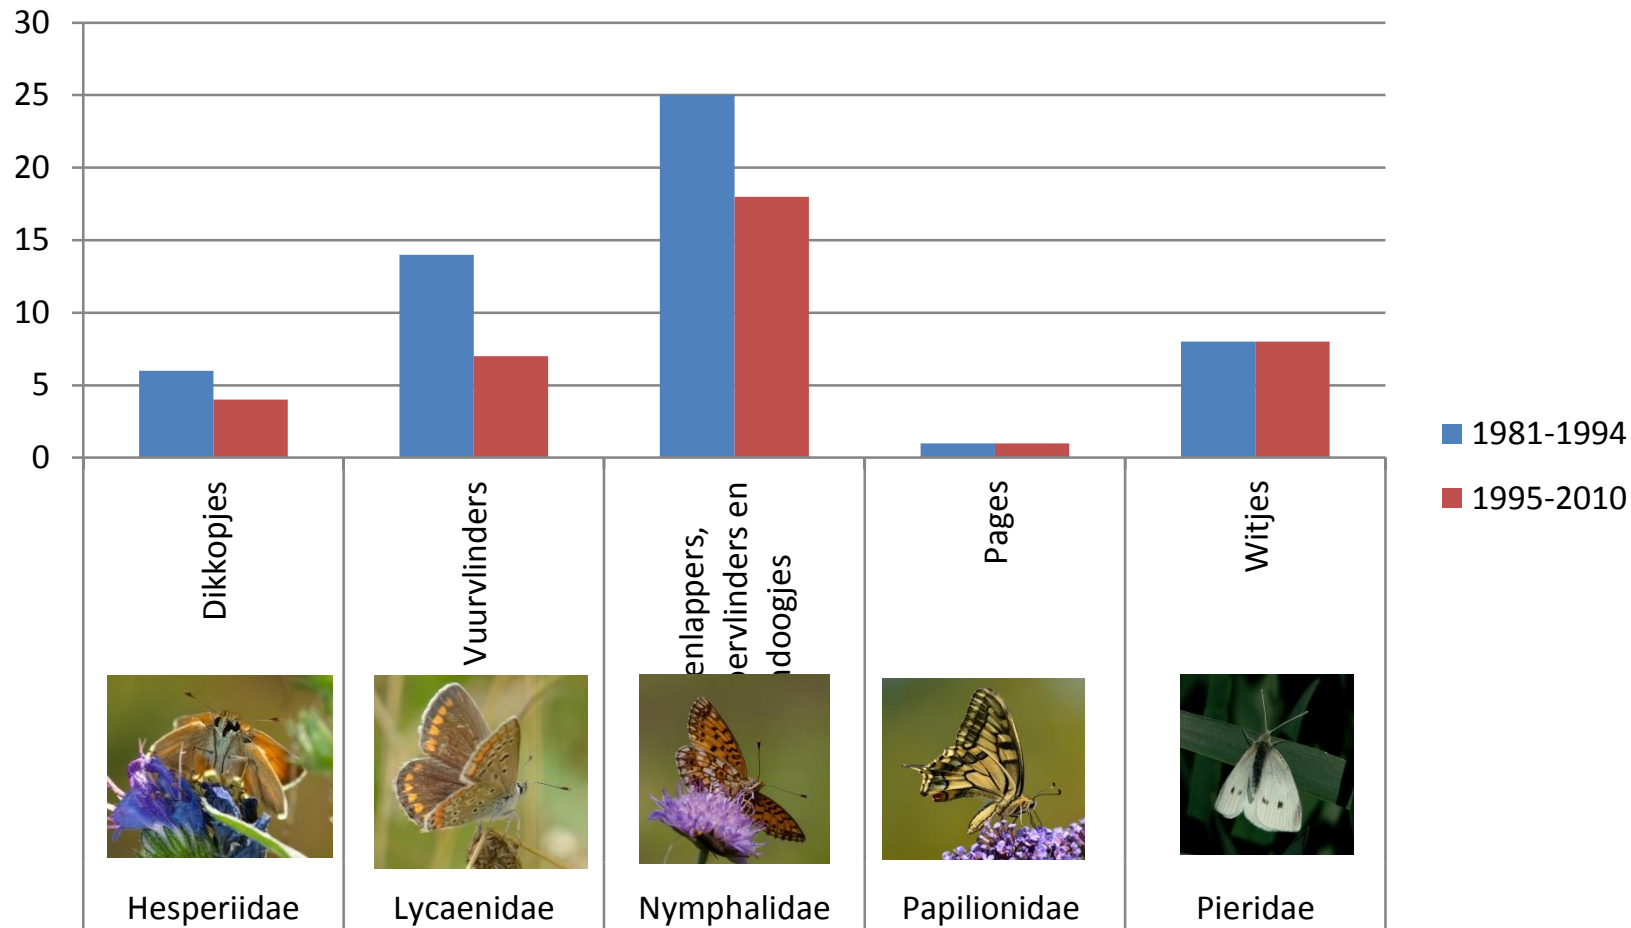 30
25
20
15
10
5
0
1981-1994
1995-2010
Dikkopjes
Vuurvlinders
enlappers,
ervlinders en
doogjes
Pages
Witjes
Hesperiidae
Lycaenidae
Nymphalidae
Papilionidae
Pieridae